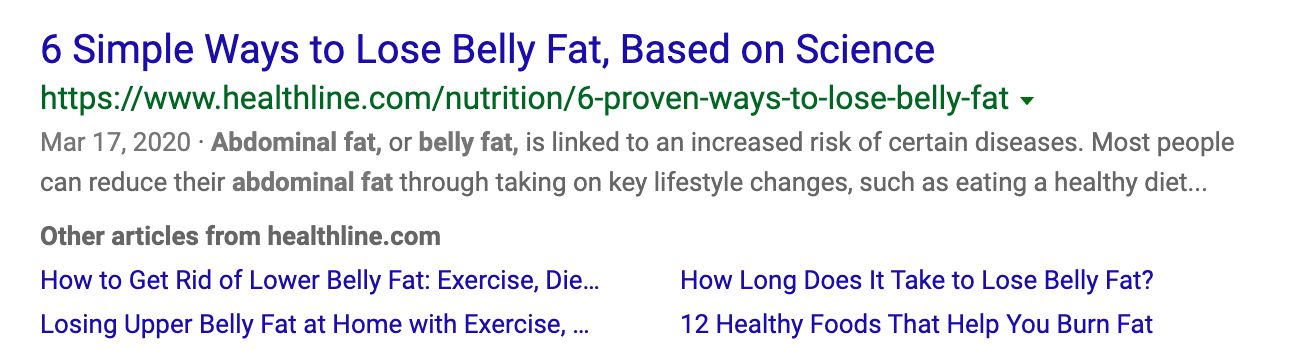 6 Simple Ways to Lose Belly Fat, Based on Science
https://www.healthline.com/nutrition/6-proven-ways-to-lose-belly-fat
Mar 17, 2020 · Abdominal fat, or belly fat, is linked to an increased risk of certain diseases. Most people
can reduce their abdominal fat through taking on key lifestyle changes, such as eating a healthy diet...
Other articles from healthline.com
How to Get Rid of Lower Belly Fat: Exercise, Die...
How Long Does It Take to Lose Belly Fat?
Losing Upper Belly Fat at Home with Exercise, ...
12 Healthy Foods That Help You Burn Fat